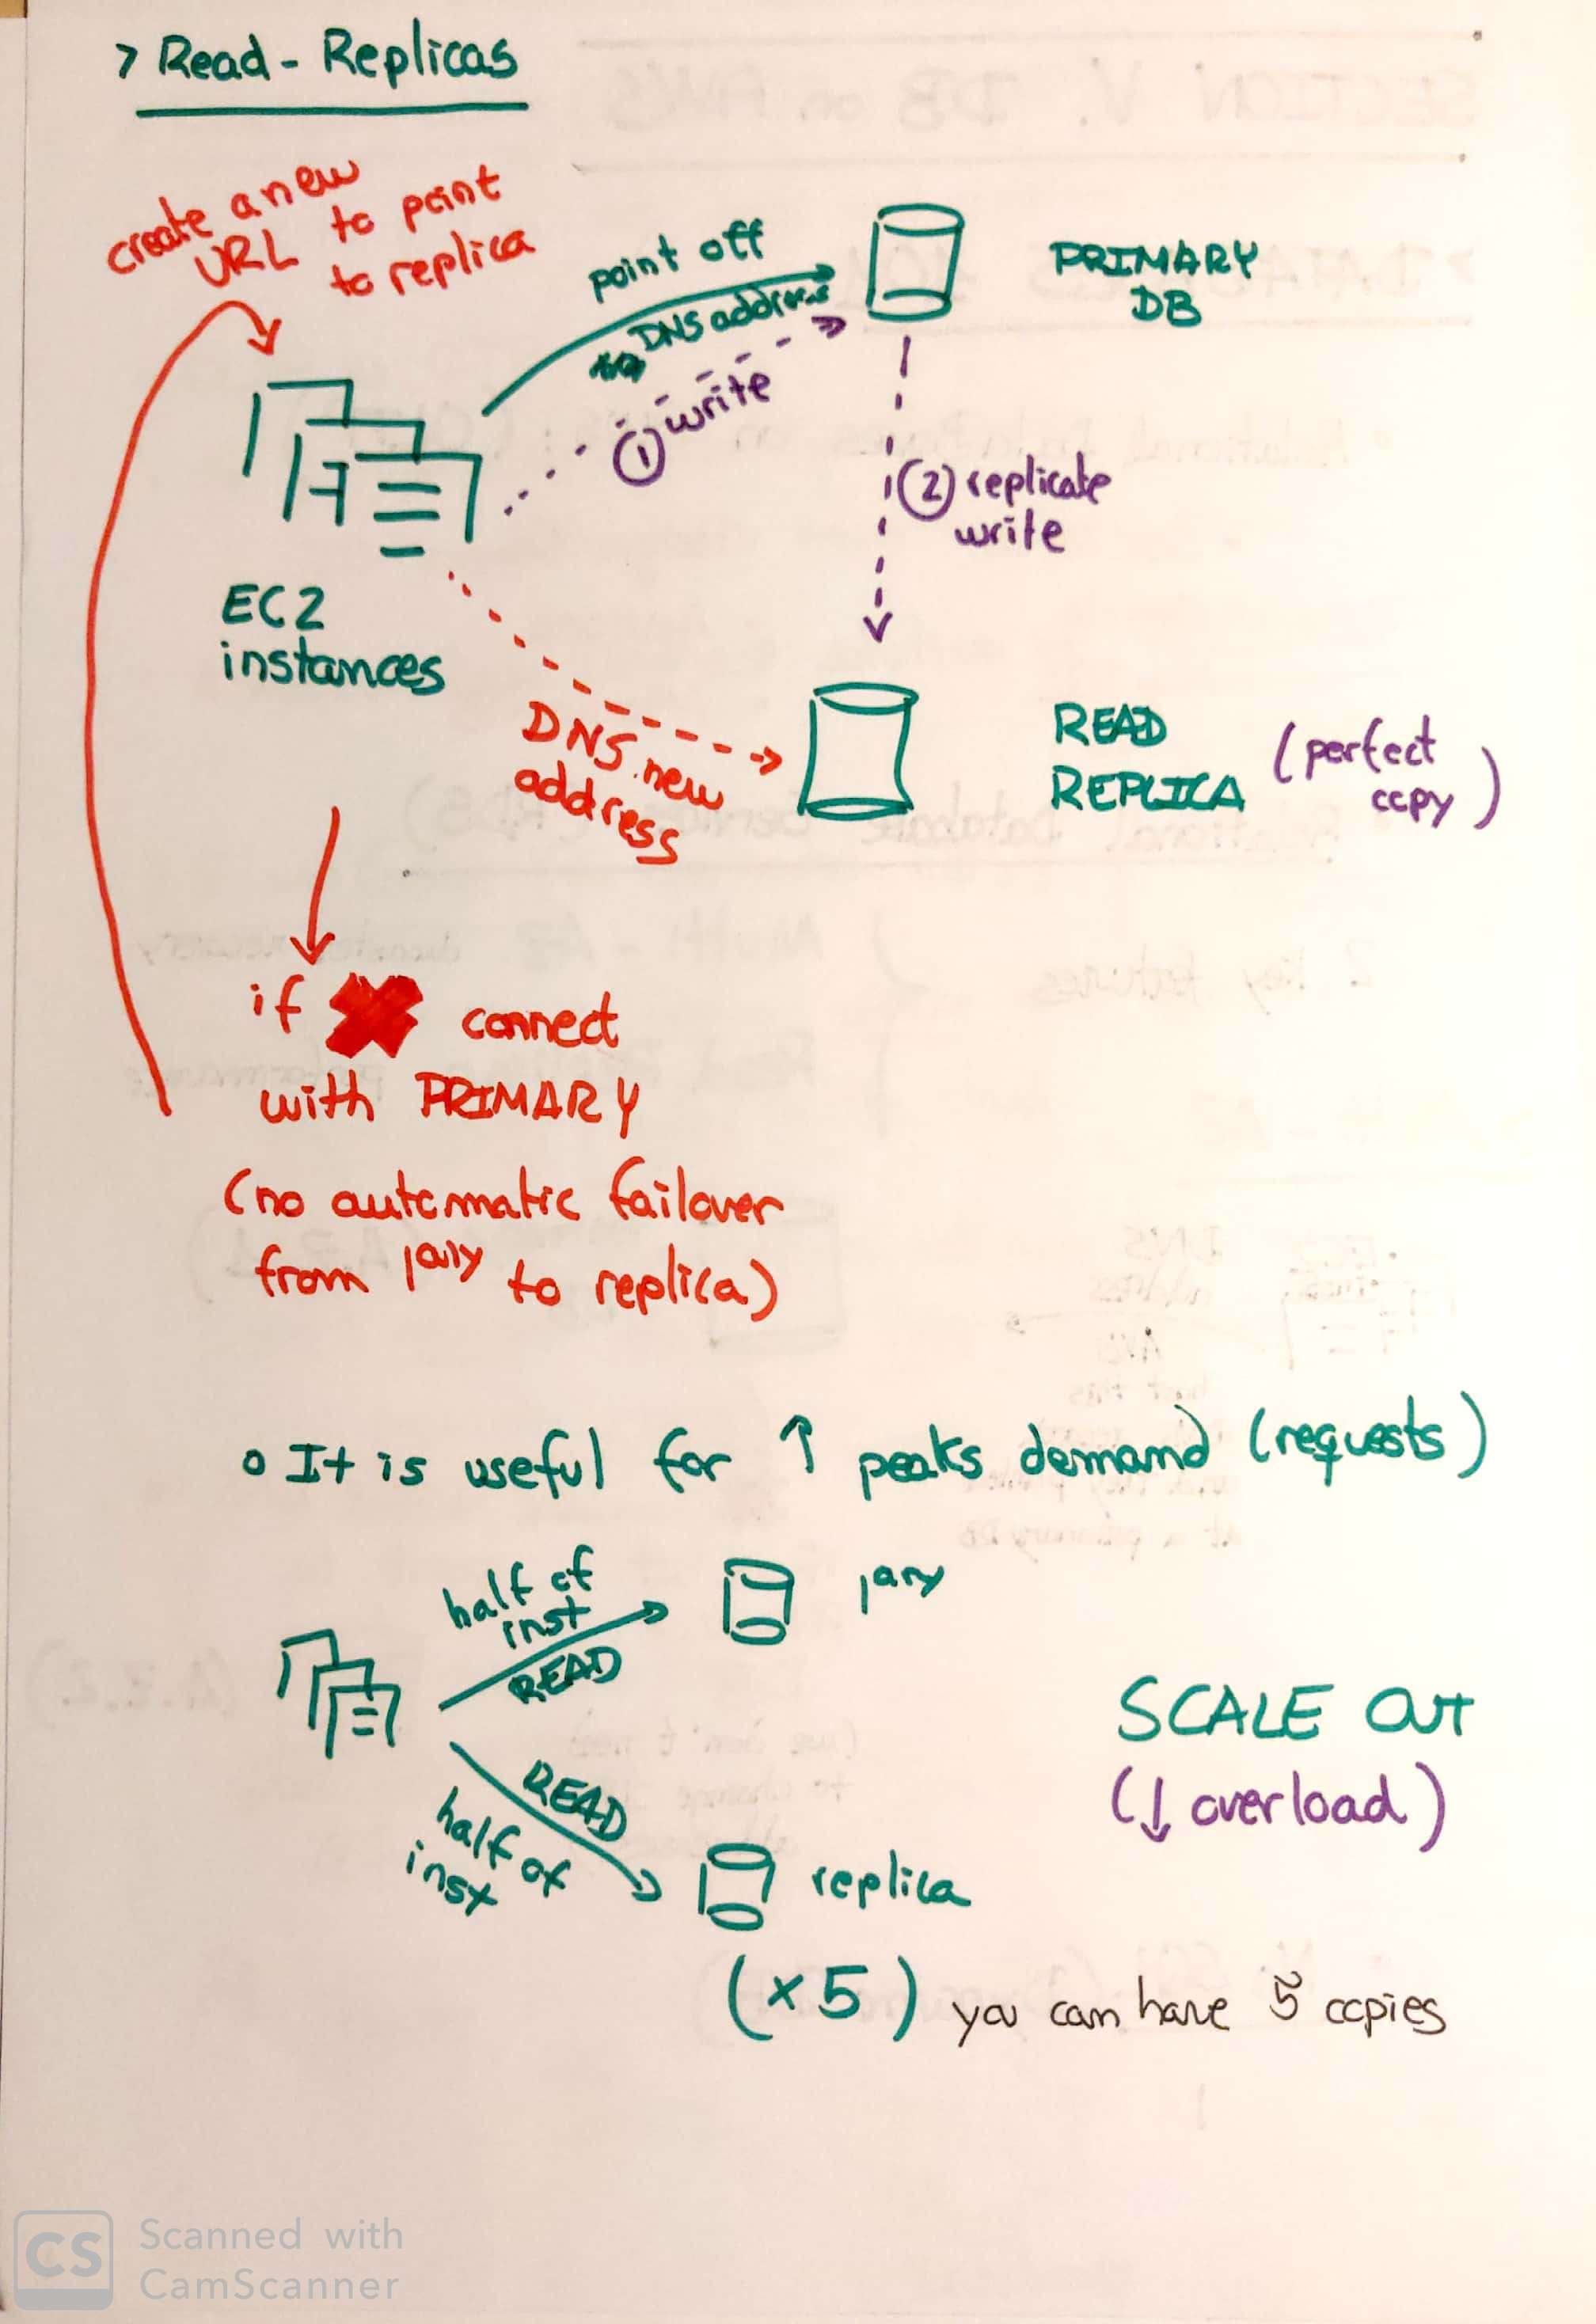 > Read - Replicas
create a new
URL to point
to replica
point off
DNS address
① write
PRIMARY
DB
② replicate
write
EC2
instances
DNS new
address
READ
REPLICA
(perfect
copy)
if ✖ connect
with PRIMARY
(no automatic failover
from 1ary to replica)
o It is useful for ↑ peaks demand (requests)
half of
inst
READ
1ary
READ
half of
inst
replica
SCALE OUT
(↓ overload)
(x5) you can have 5 copies
CS
Scanned with
CamScanner